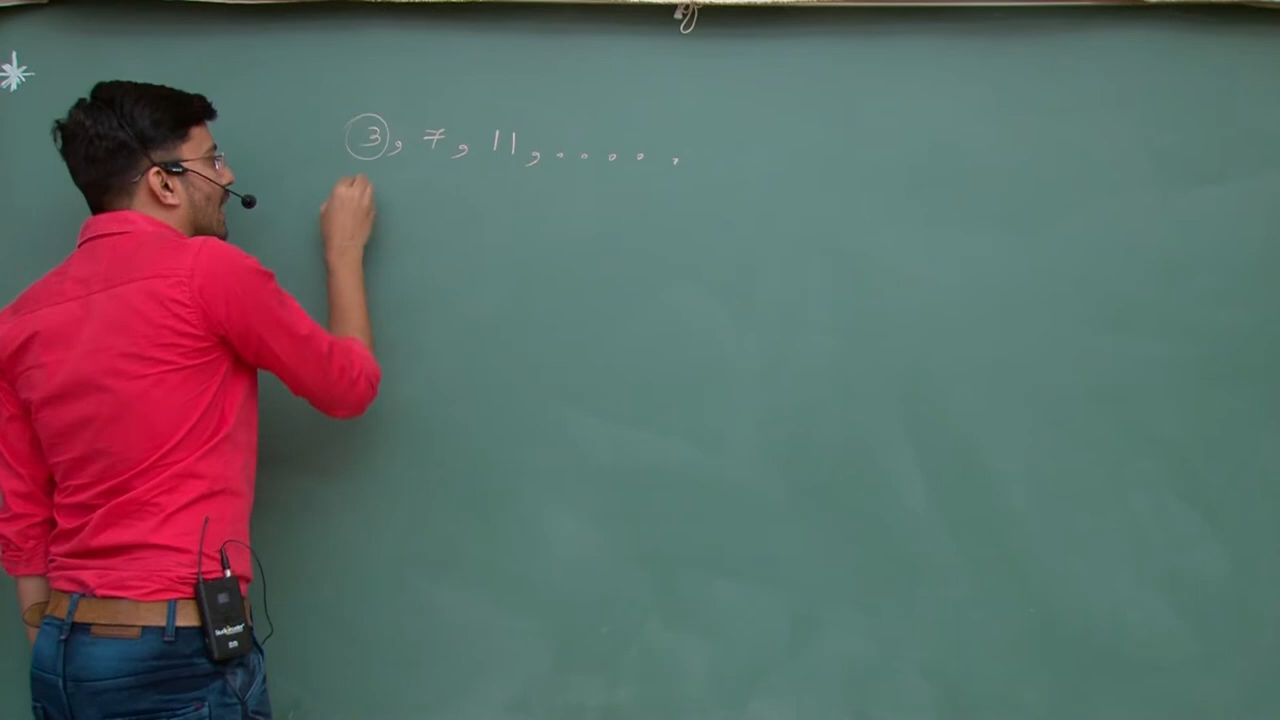 3, 7, 11, . . . . .